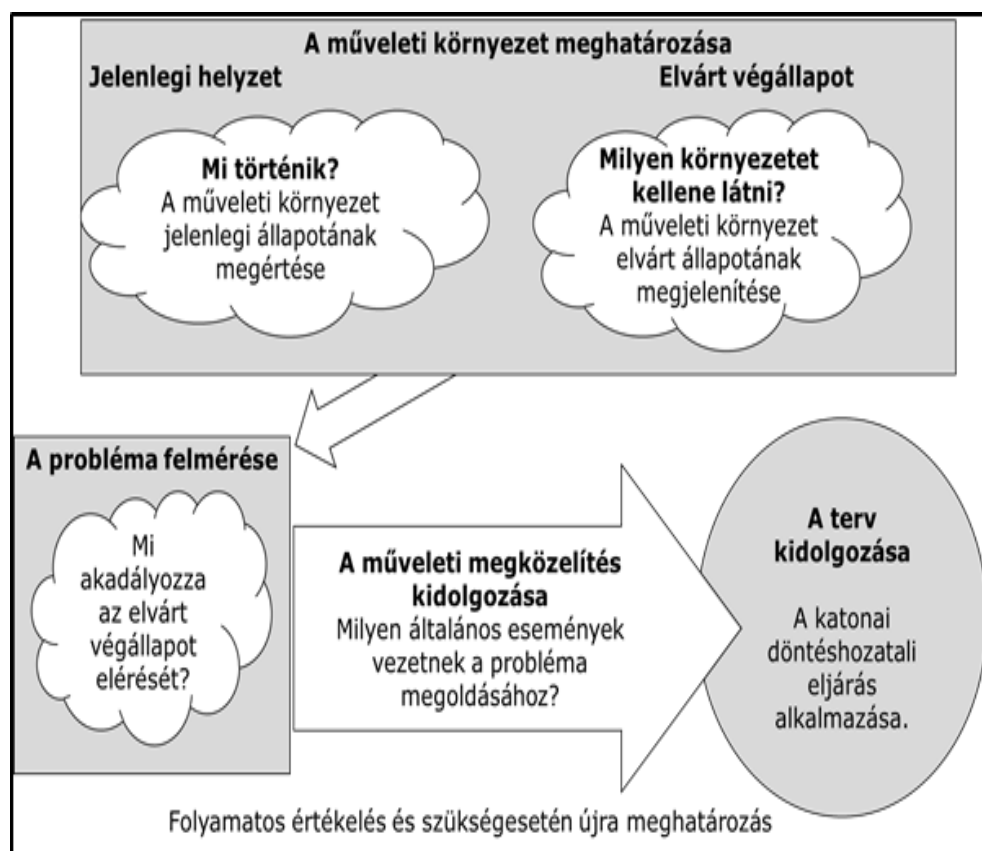 A műveleti környezet meghatározása
Jelenlegi helyzet
Elvárt végállapot
Mi történik?
A műveleti környezet
jelenlegi állapotának
megértése
Milyen környezetet
kellene látni?
A műveleti környezet
elvárt állapotának
megjelenítése
A probléma felmérése
Mi
akadályozza
az elvárt
végállapot
elérését?
A műveleti megközelítés
kidolgozása
Milyen általános események
vezetnek a probléma
megoldásához?
A terv
kidolgozása
A katonai
döntéshozatali
eljárás
alkalmazása.
Folyamatos értékelés és szükségesetén újra meghatározás